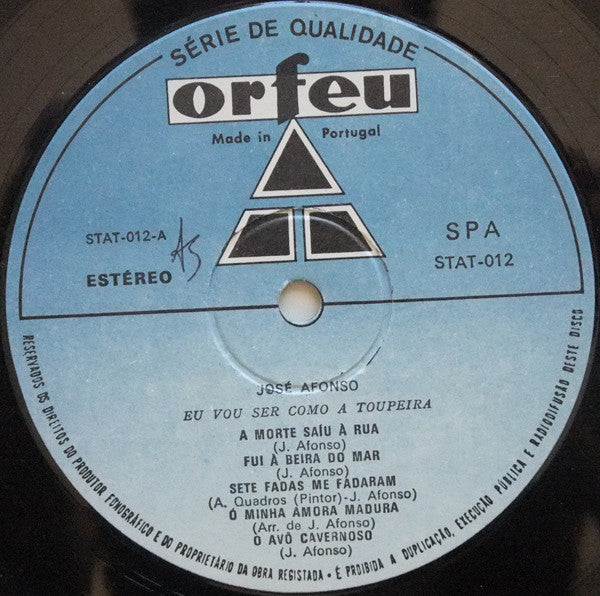 SÉRIE DE QUALIDADE
orfeu
Made in Portugal
STAT-012-A
AS
ESTÉREO
SPA
STAT-012
JOSÉ AFONSO
EU VOU SER COMO A TOUPEIRA
A MORTE SAÍU À RUA
(J. Afonso)
FUI À BEIRA DO MAR
(J. Afonso)
SETE FADAS ME FADARAM
(A. Quadros (Pintor)-J. Afonso)
Ó MINHA AMORA MADURA
(Arr. de J. Afonso)
O AVÔ CAVERNOSO
(J. Afonso)
RESERVADOS OS DIREITOS DO PRODUTOR FONOGRÁFICO E DO PROPRIETÁRIO DA OBRA REGISTADA • É PROIBIDA A DUPLICAÇÃO, EXECUÇÃO PÚBLICA E RADIODIFUSÃO DESTE DISCO